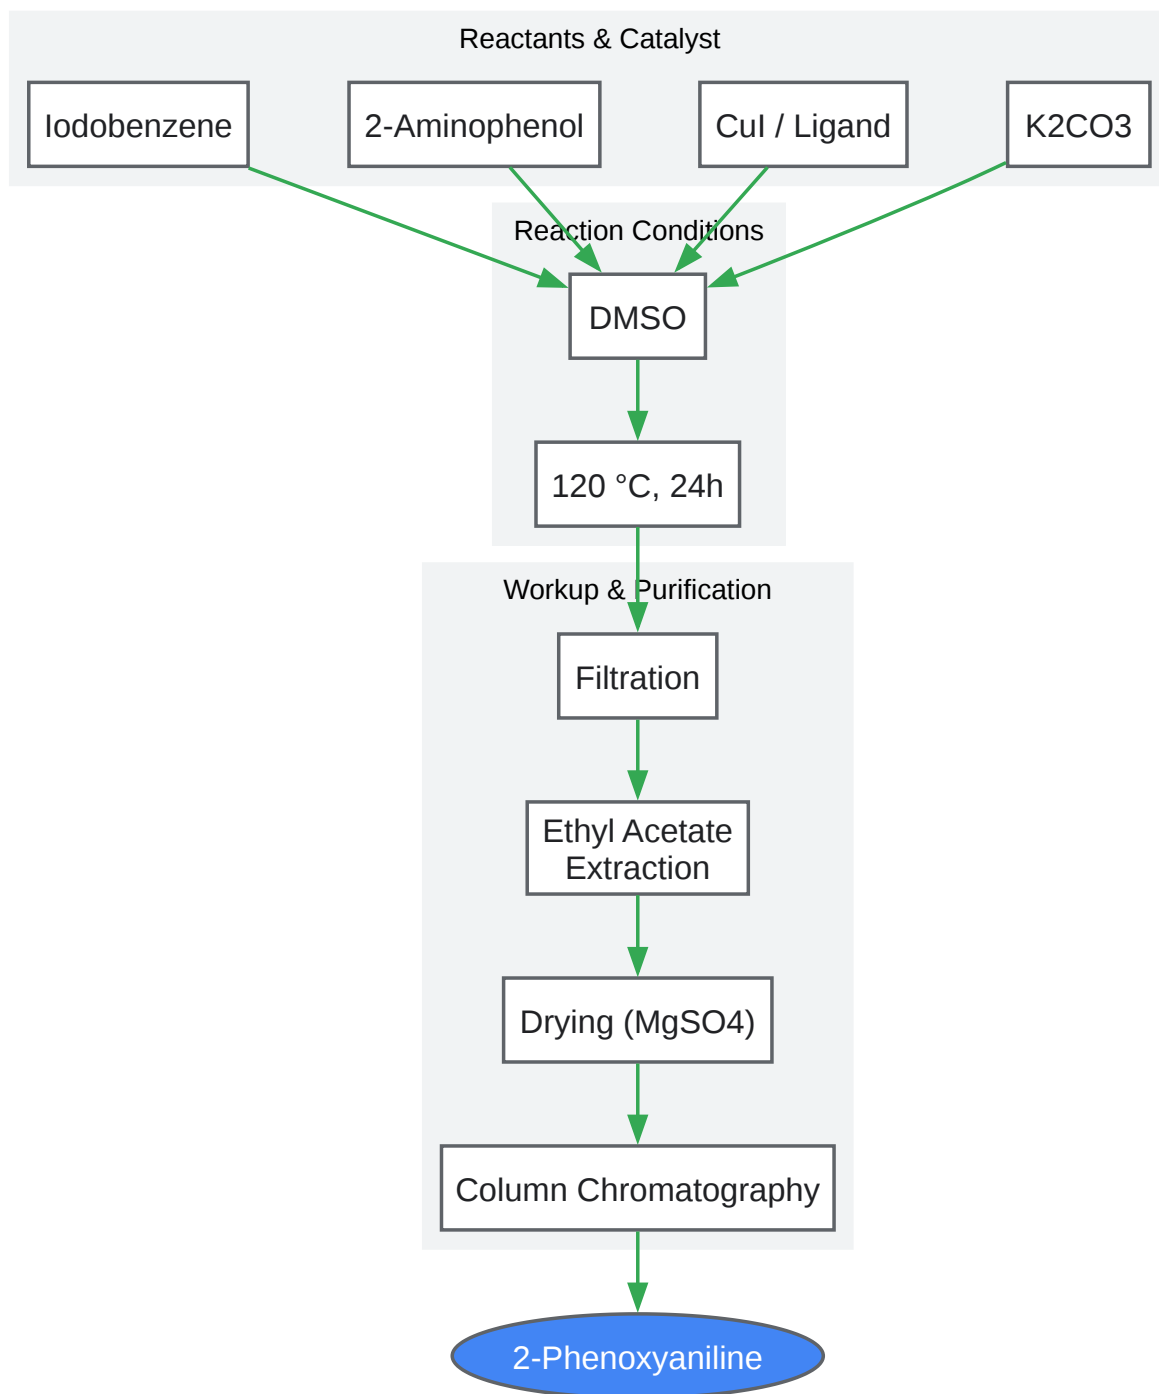 Reactants & Catalyst
Iodobenzene
2-Aminophenol
CuI / Ligand
K2CO3
Reaction Conditions
DMSO
120 °C, 24h
Workup & Purification
Filtration
Ethyl Acetate
Extraction
Drying (MgSO4)
Column Chromatography
2-Phenoxyaniline